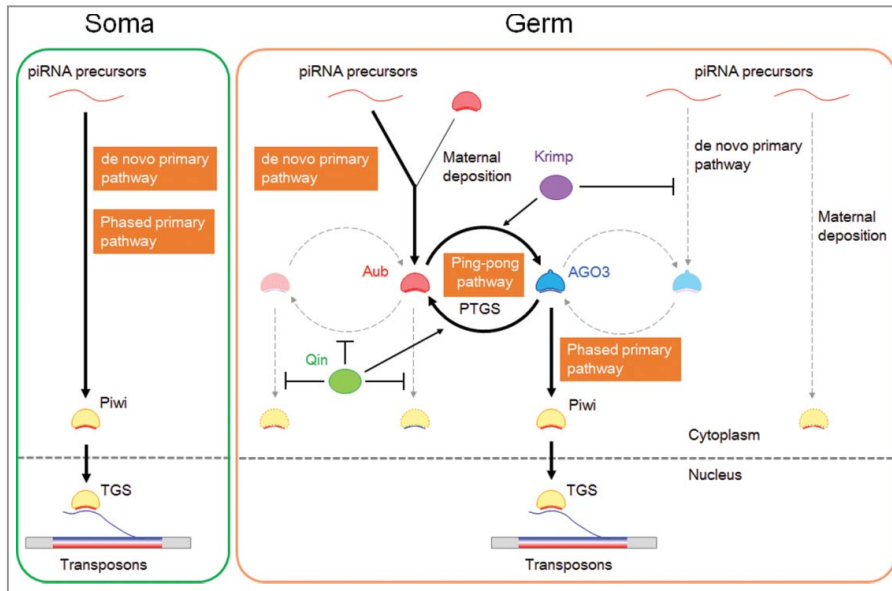 Soma
Germ
piRNA precursors
de novo primary
pathway
Phased primary
pathway
Piwi
TGS
Transposons
piRNA precursors
piRNA precursors
de novo primary
pathway
Maternal
deposition
Krimp
de novo primary
pathway
Maternal
deposition
Aub
Ping-pong
pathway
AGO3
PTGS
Qin
Phased primary
pathway
Piwi
Cytoplasm
Nucleus
TGS
Transposons